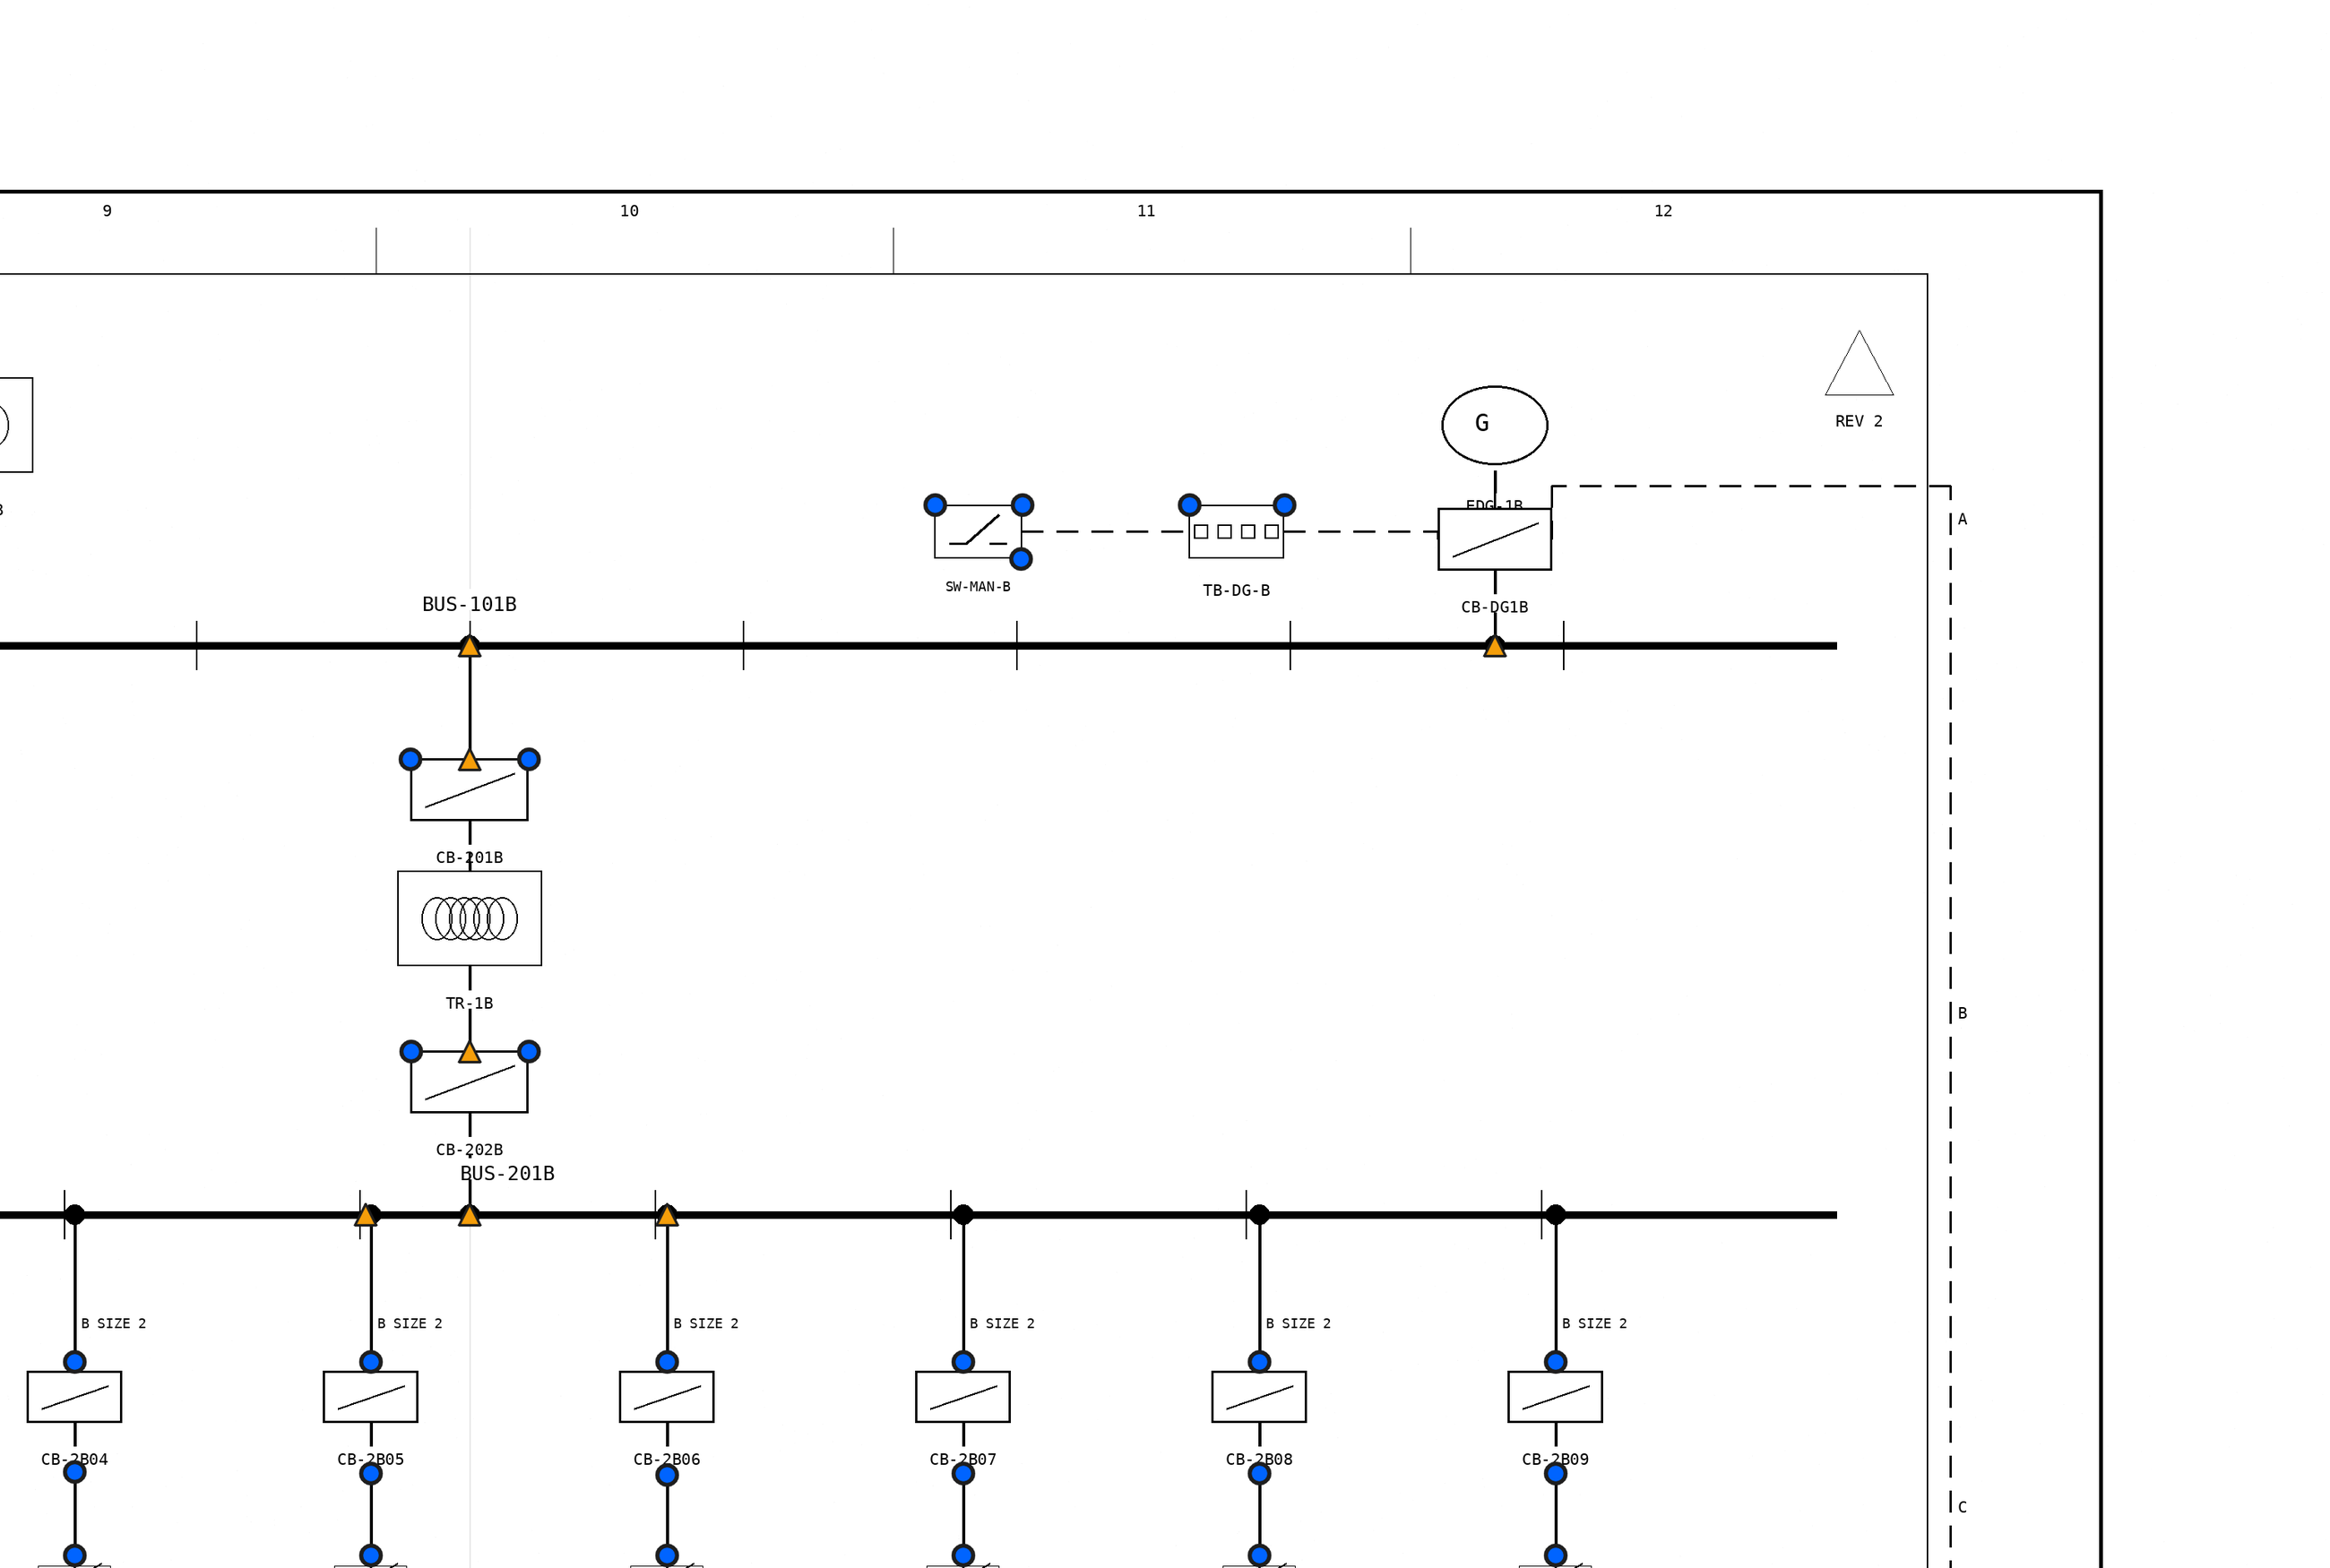 9 10 11 12
G
REV 2
EDG-1B
A
B
SW-MAN-B TB-DG-B
BUS-101B CB-DG1B
CB-201B
TR-1B
B
CB-202B
BUS-201B
B SIZE 2 B SIZE 2 B SIZE 2 B SIZE 2 B SIZE 2 B SIZE 2
CB-2B04 CB-2B05 CB-2B06 CB-2B07 CB-2B08 CB-2B09
C